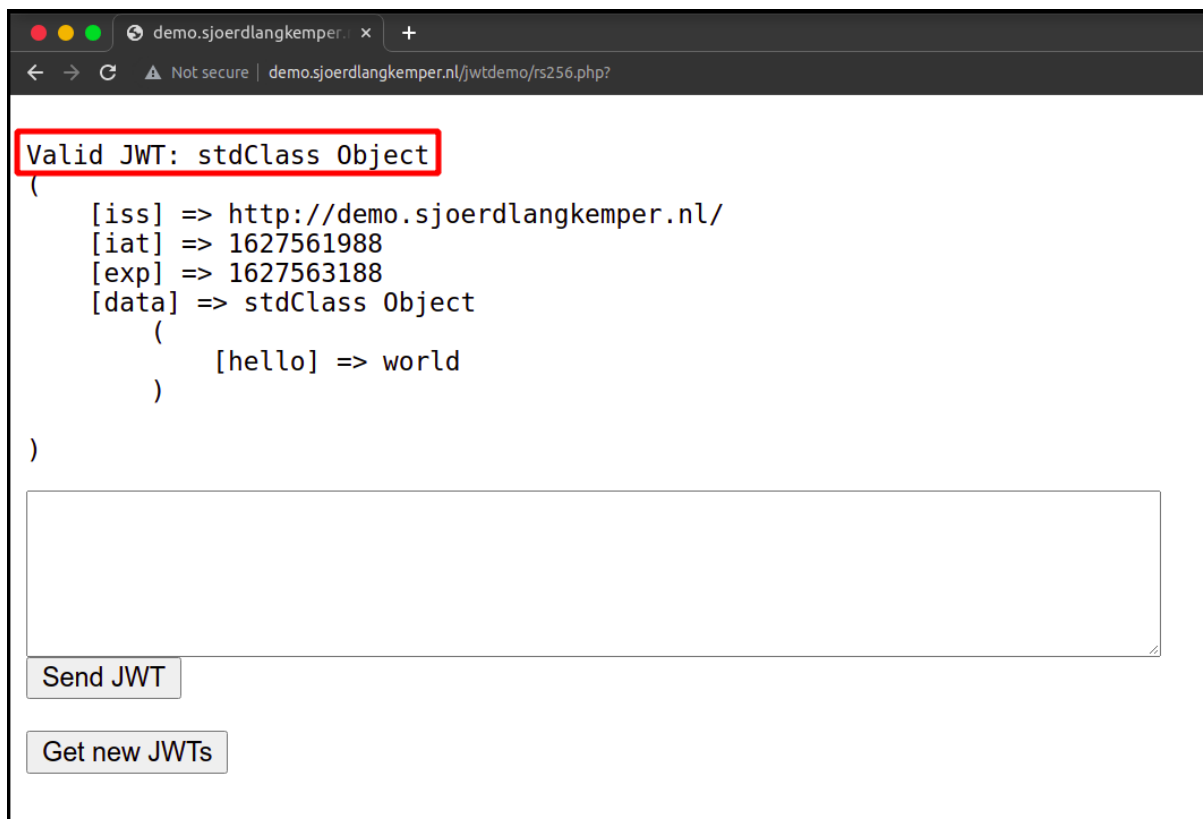 demo.sjoerdlangkemper.
Not secure | demo.sjoerdlangkemper.nl/jwtdemo/rs256.php?
Valid JWT: stdClass Object
(
[iss] => http://demo.sjoerdlangkemper.nl/
[iat] => 1627561988
[exp] => 1627563188
[data] => stdClass Object
(
[hello] => world
)
)
Send JWT
Get new JWTs